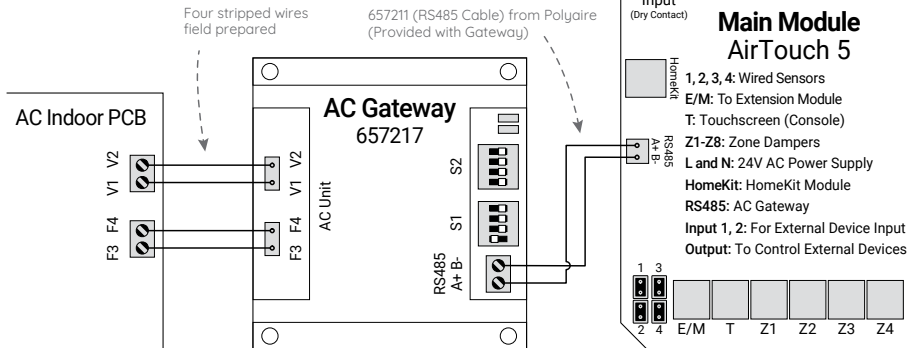 Four stripped wires
field prepared
657211 (RS485 Cable) from Polyaire
(Provided with Gateway)
Input
(Dry Contact)
Main Module
AirTouch 5
HomeKit
1, 2, 3, 4: Wired Sensors
E/M: To Extension Module
T: Touchscreen (Console)
Z1-Z8: Zone Dampers
L and N: 24V AC Power Supply
HomeKit: HomeKit Module
RS485: AC Gateway
Input 1, 2: For External Device Input
Output: To Control External Devices
RS485
A+ B-
AC Indoor PCB
V2
V1
F4
F3
AC Gateway
657217
V2
V1
F4
F3
AC Unit
S2
S1
RS485
A+ B-
1 3
2 4
E/M T Z1 Z2 Z3 Z4